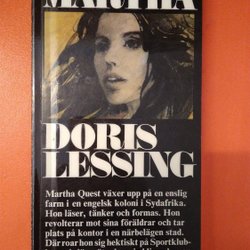 MARTHA
DORIS
LESSING
Martha Quest växer upp på en enslig
farm i en engelsk koloni i Sydafrika.
Hon läser, tänker och formas. Hon
revolterar mot sina föräldrar och tar
plats på kontor i en närbelägen stad.
Där roar hon sig hektiskt på Sportklub-